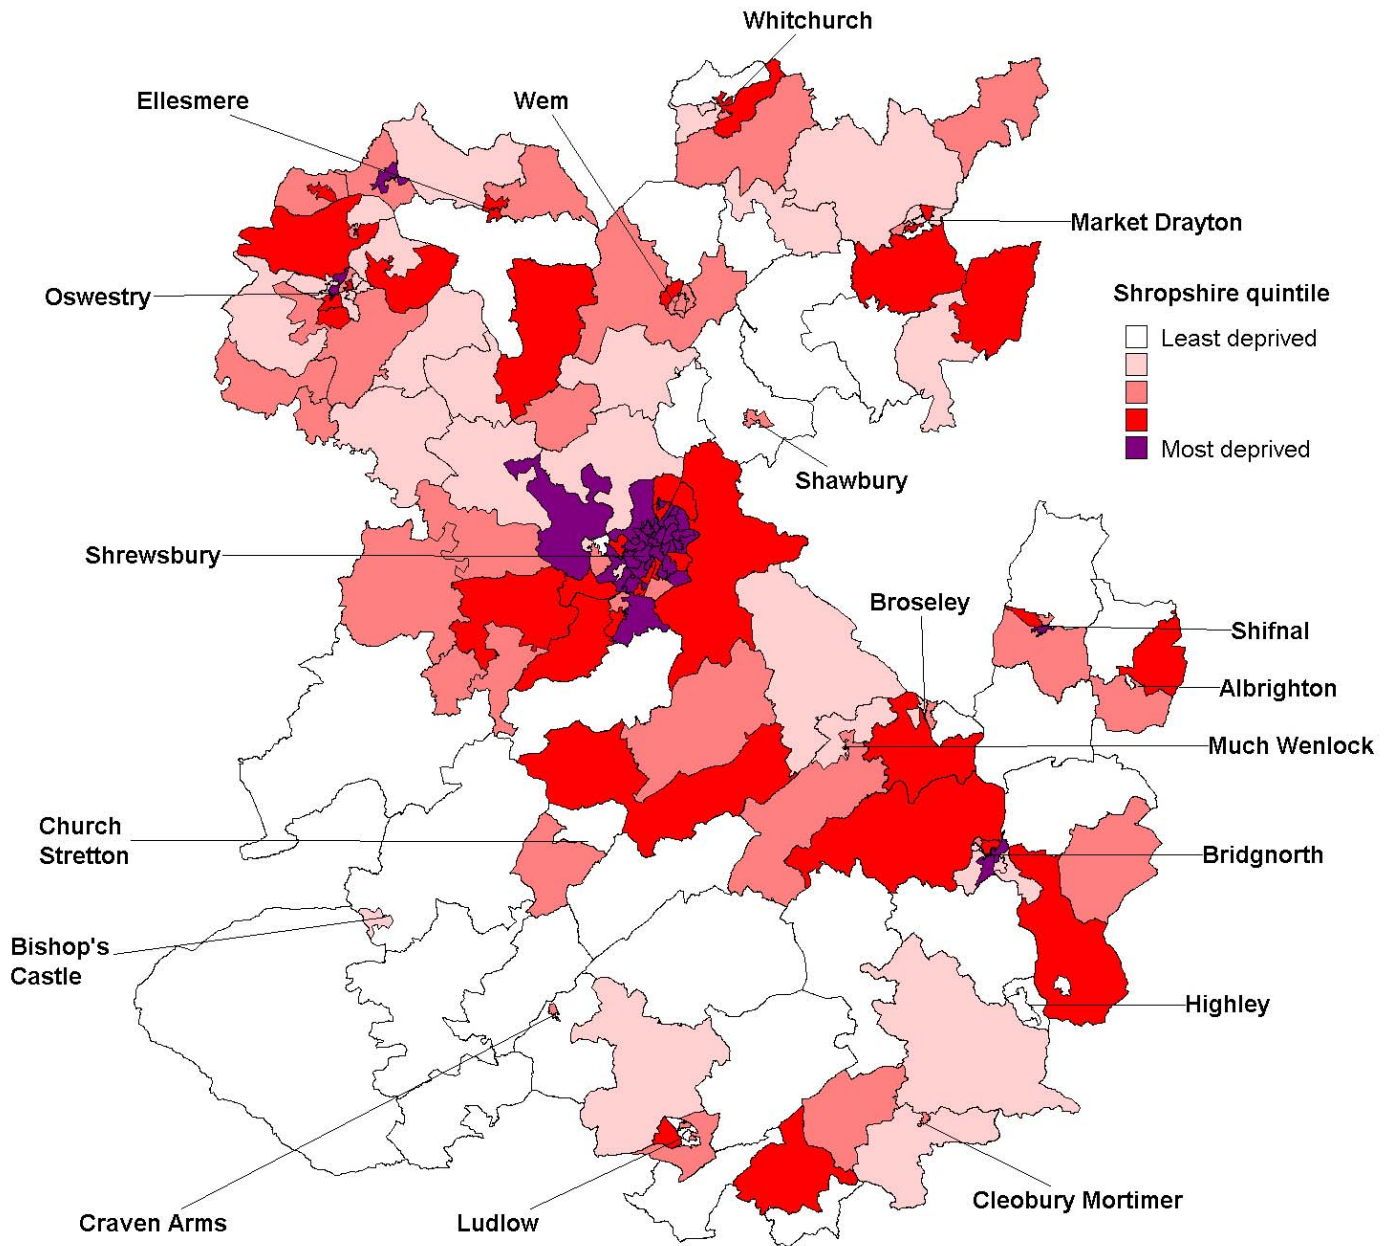 Whitchurch
Ellesmere
Wem
Market Drayton
Oswestry
Shropshire quintile
Least deprived
Most deprived
Shawbury
Shrewsbury
Broseley
Shifnal
Albrighton
Much Wenlock
Church
Stretton
Bridgnorth
Bishop's
Castle
Highley
Cleobury Mortimer
Craven Arms
Ludlow